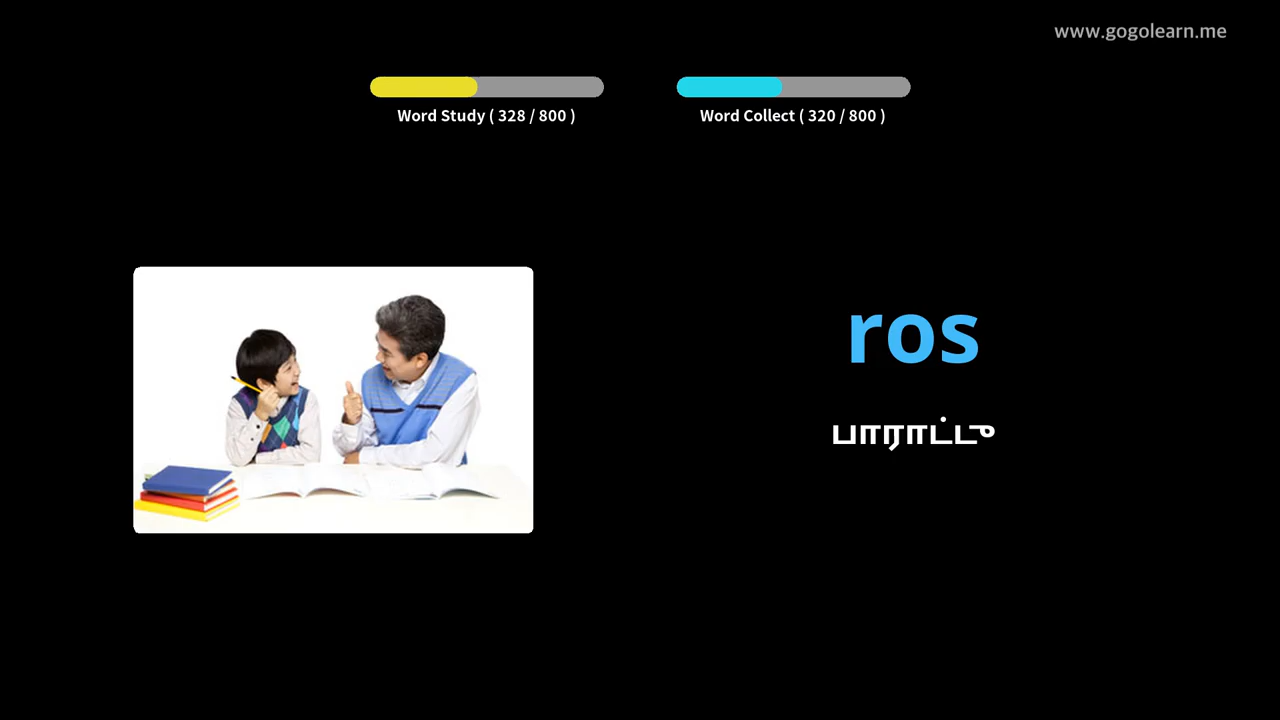 www.gogolearn.me
Word Study ( 328 / 800 )
Word Collect ( 320 / 800 )
ros
பாராட்டு